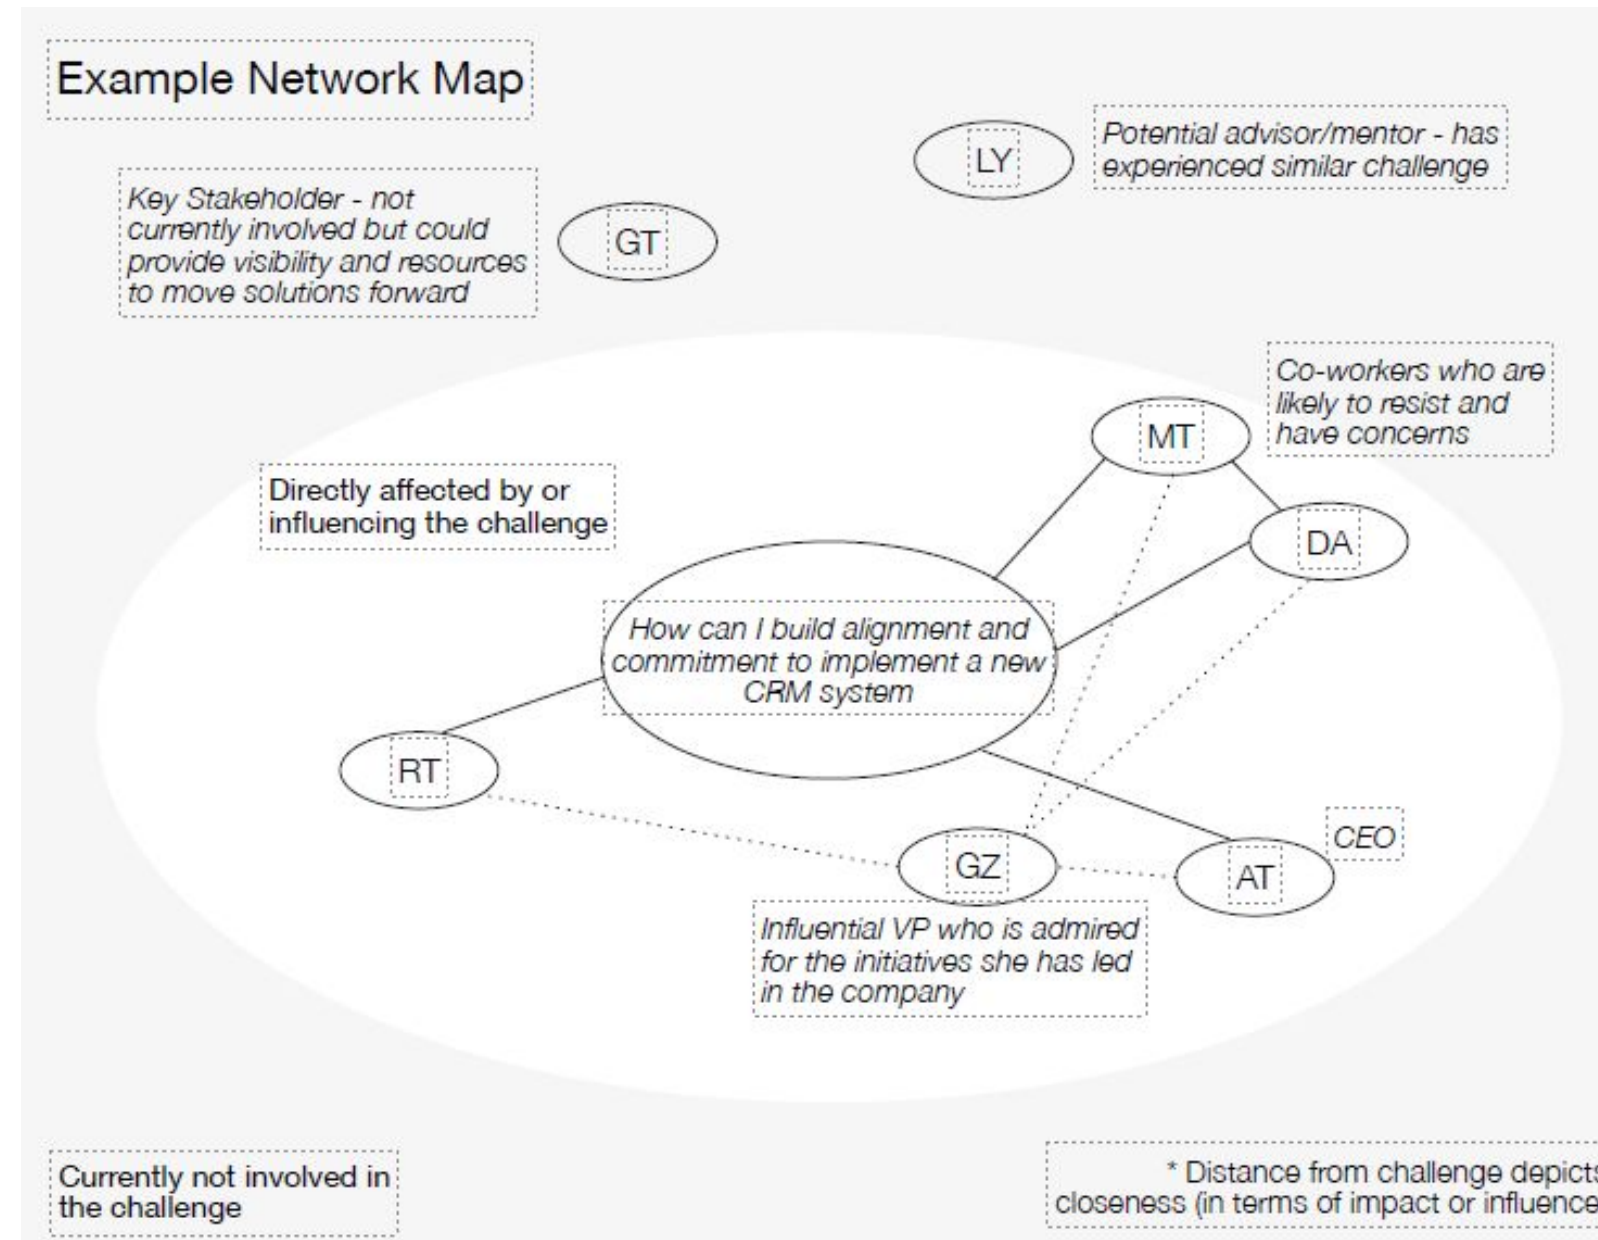 Example Network Map
LY
Potential advisor/mentor - has
experienced similar challenge
Key Stakeholder - not
currently involved but could
provide visibility and resources
to move solutions forward
GT
Co-workers who are
likely to resist and
have concerns
MT
Directly affected by or
influencing the challenge
DA
How can I build alignment and
commitment to implement a new
CRM system
RT
CEO
GZ
AT
Influential VP who is admired
for the initiatives she has led
in the company
Currently not involved in
the challenge
* Distance from challenge depicts
closeness (in terms of impact or influence